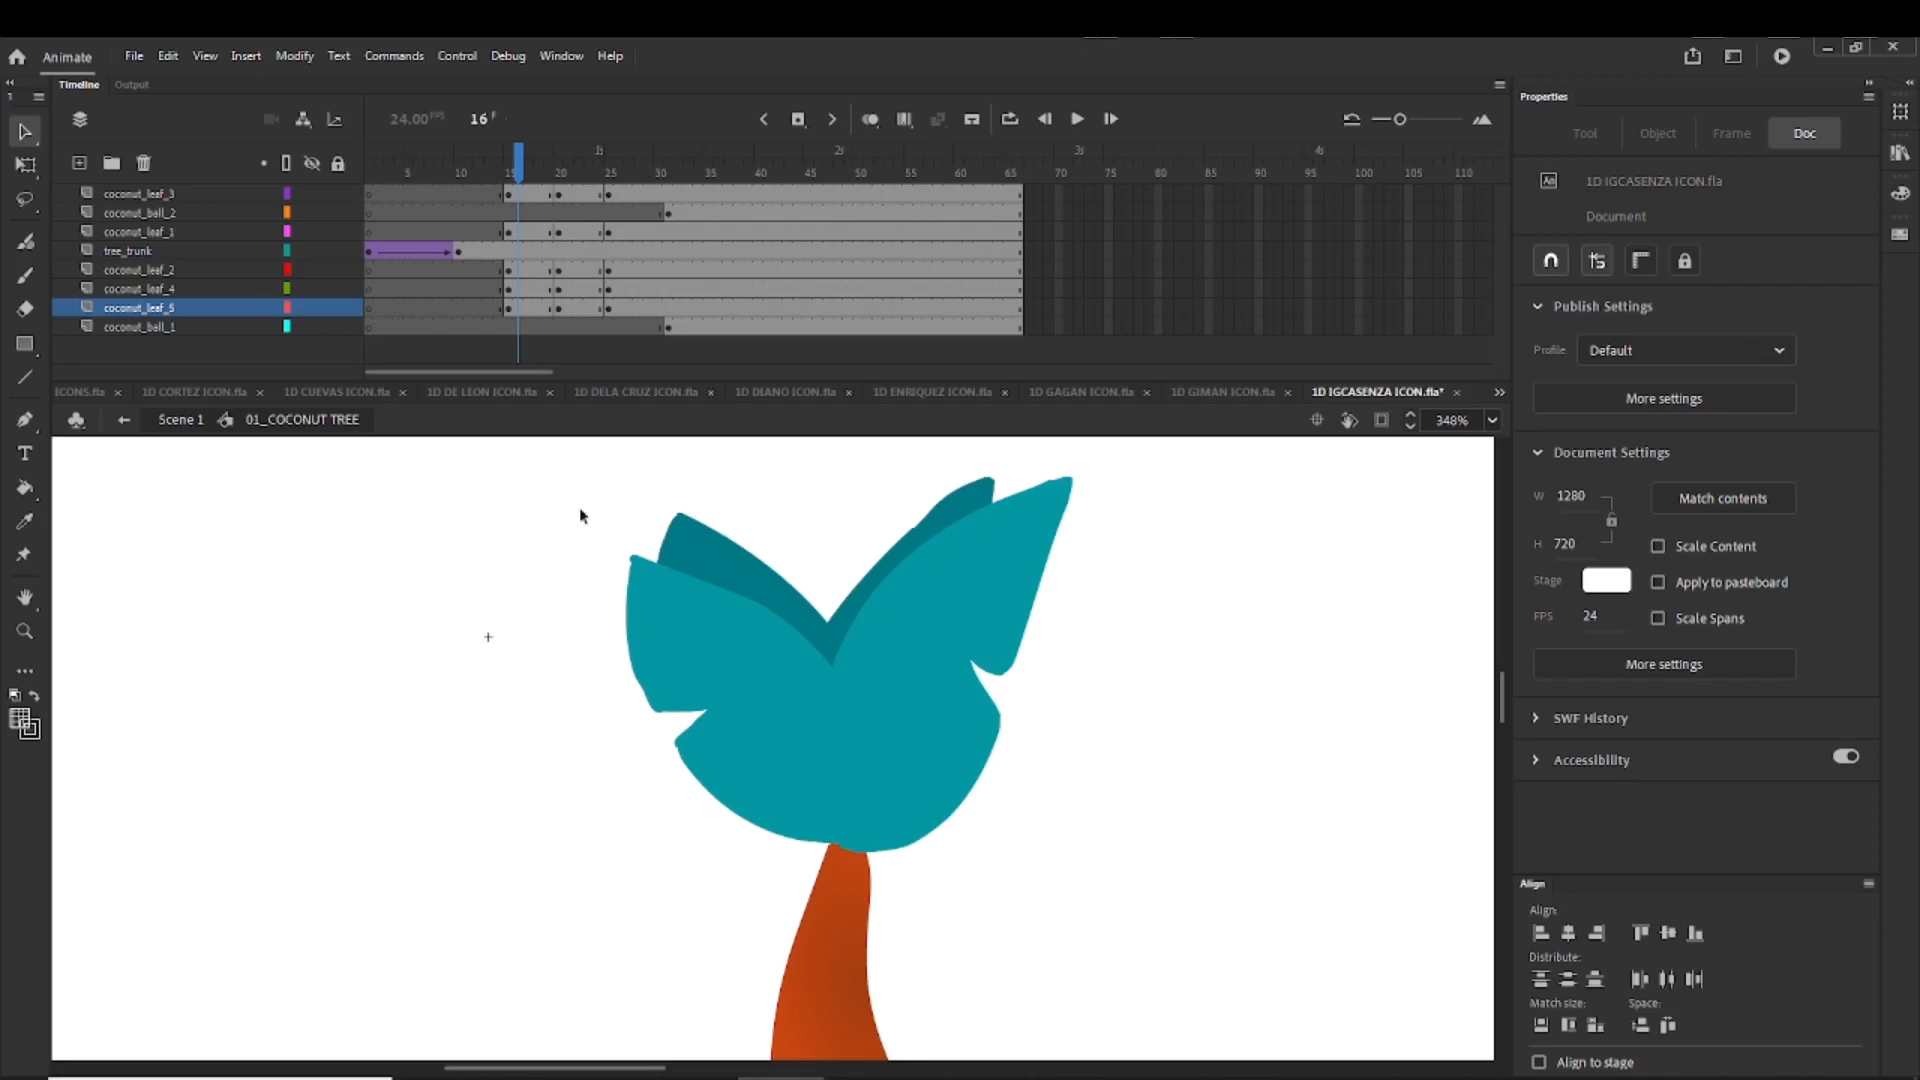 Animate File Edit View Insert Modify Text Commands Control Debug Window Help
Timeline Output
24.00 FPS 16 F
1s 2s 3s 4s
5 10 15 20 25 30 35 40 45 50 55 60 65 70 75 80 85 90 95 100 105 110
coconut_leaf_3
coconut_ball_2
coconut_leaf_1
tree_trunk
coconut_leaf_2
coconut_leaf_4
coconut_leaf_5
coconut_ball_1
ICONS.fla 1D CORTEZ ICON.fla 1D CUEVAS ICON.fla 1D DE LEON ICON.fla 1D DELA CRUZ ICON.fla 1D DIANO ICON.fla 1D ENRIQUEZ ICON.fla 1D GAGAN ICON.fla 1D GIMAN ICON.fla 1D IGCASENZA ICON.fla*
Scene 1 01_COCONUT TREE 348%
Properties
Tool Object Frame Doc
An 1D IGCASENZA ICON.fla
Document
Publish Settings
Profile Default
More settings
Document Settings
W 1280 Match contents
H 720 Scale Content
Stage Apply to pasteboard
FPS 24 Scale Spans
More settings
SWF History
Accessibility
Align
Align:
Distribute:
Match size: Space:
Align to stage